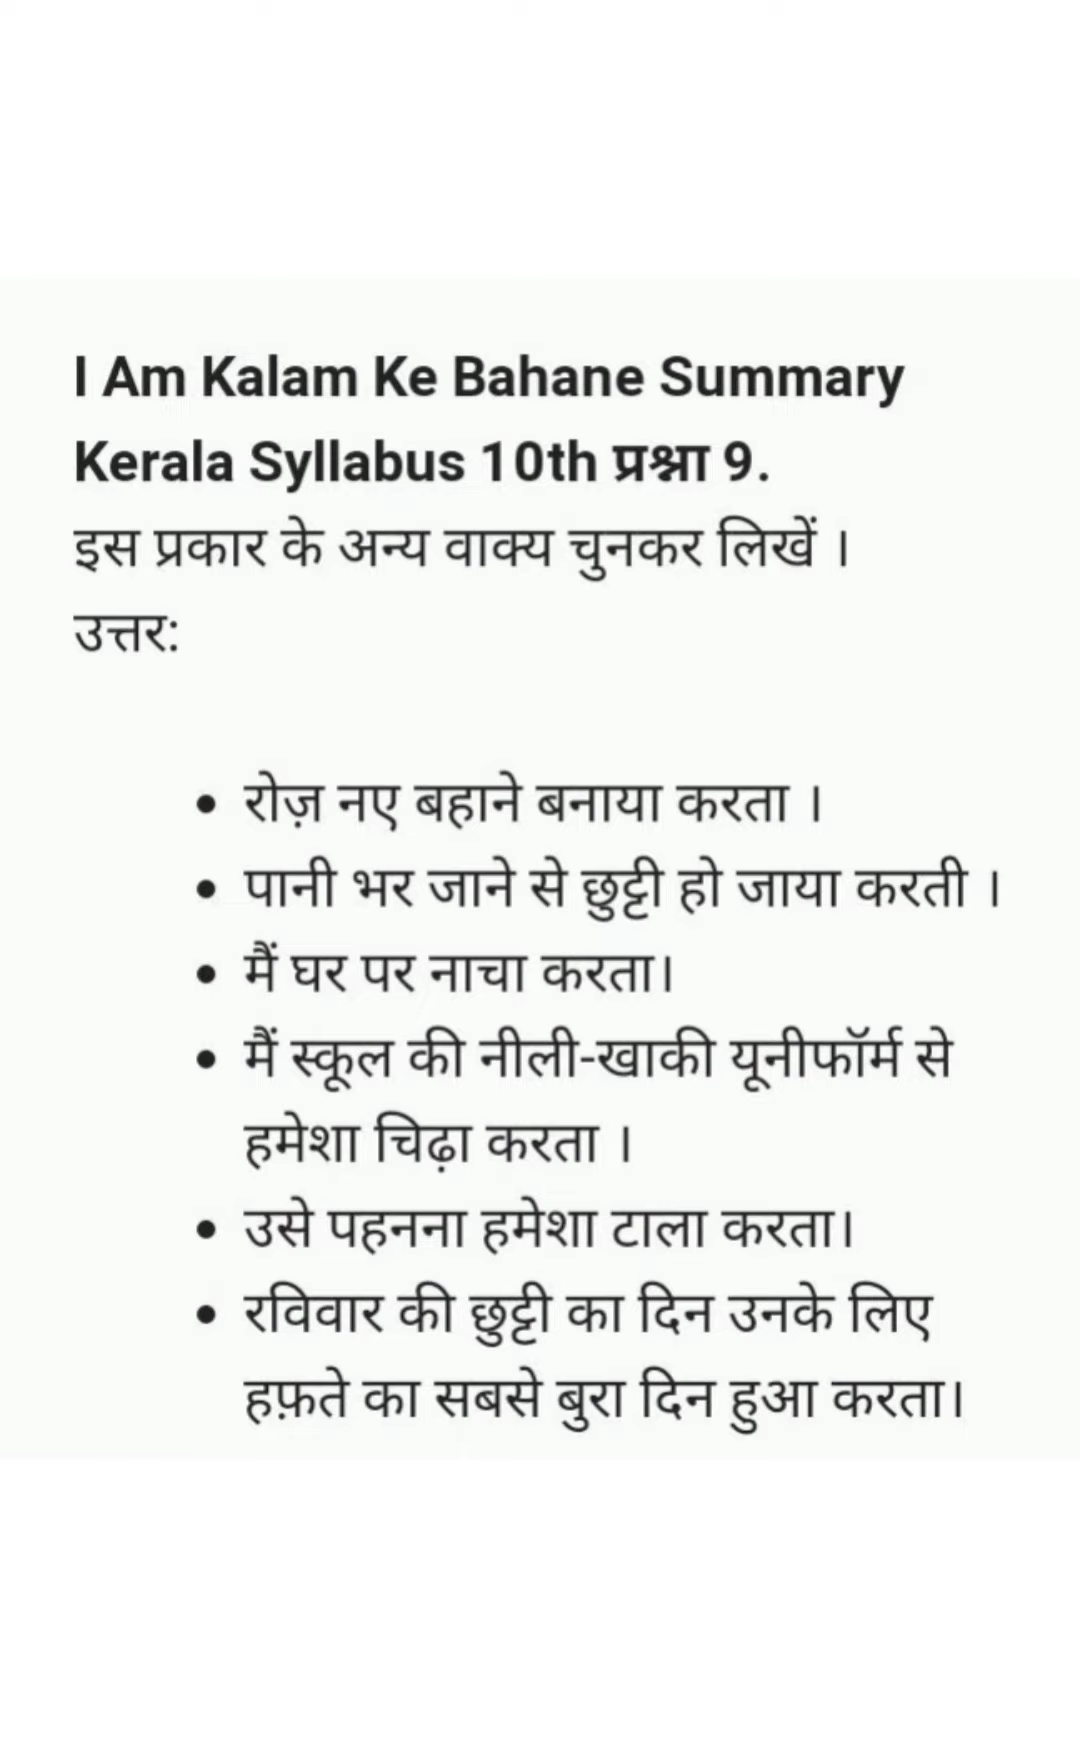 I Am Kalam Ke Bahane Summary
Kerala Syllabus 10th प्रश्ना 9.
इस प्रकार के अन्य वाक्य चुनकर लिखें ।
उत्तर:
• रोज़ नए बहाने बनाया करता ।
• पानी भर जाने से छुट्टी हो जाया करती ।
• मैं घर पर नाचा करता।
• मैं स्कूल की नीली-खाकी यूनीफॉर्म से
हमेशा चिढ़ा करता ।
• उसे पहनना हमेशा टाला करता।
• रविवार की छुट्टी का दिन उनके लिए
हफ़ते का सबसे बुरा दिन हुआ करता।